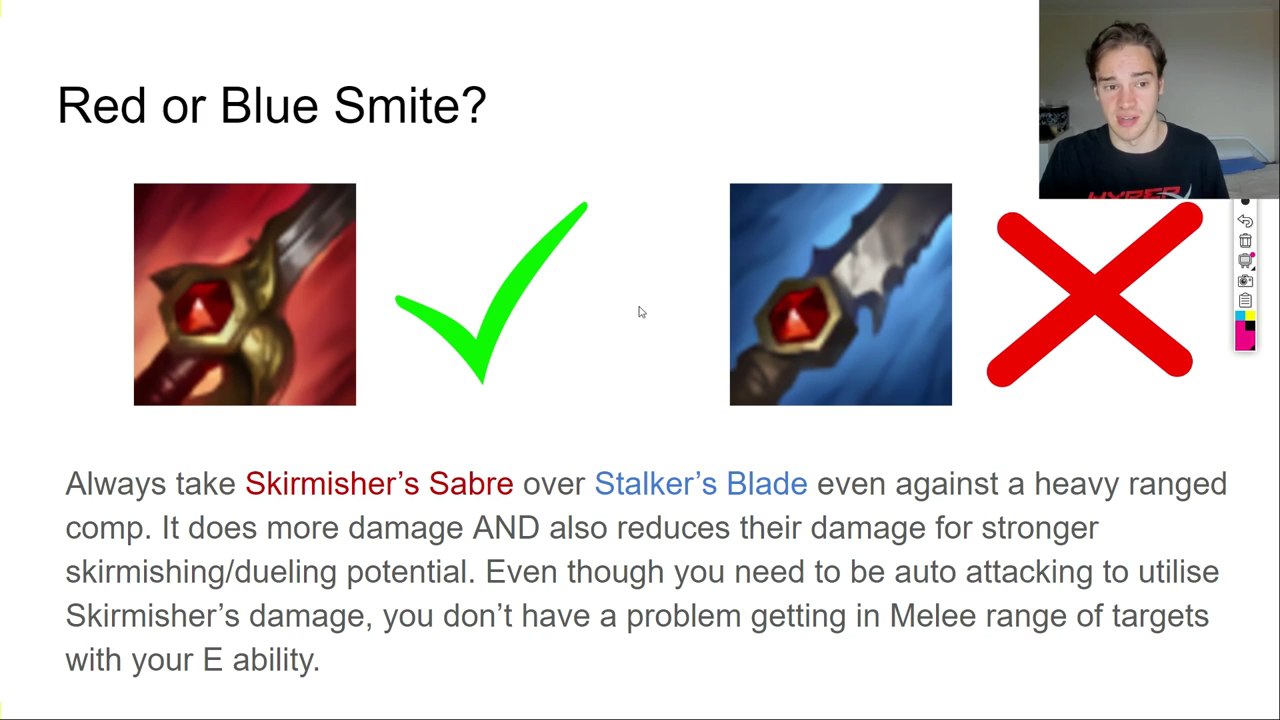 Red or Blue Smite?
HYPER
Always take Skirmisher’s Sabre over Stalker’s Blade even against a heavy ranged
comp. It does more damage AND also reduces their damage for stronger
skirmishing/dueling potential. Even though you need to be auto attacking to utilise
Skirmisher’s damage, you don’t have a problem getting in Melee range of targets
with your E ability.